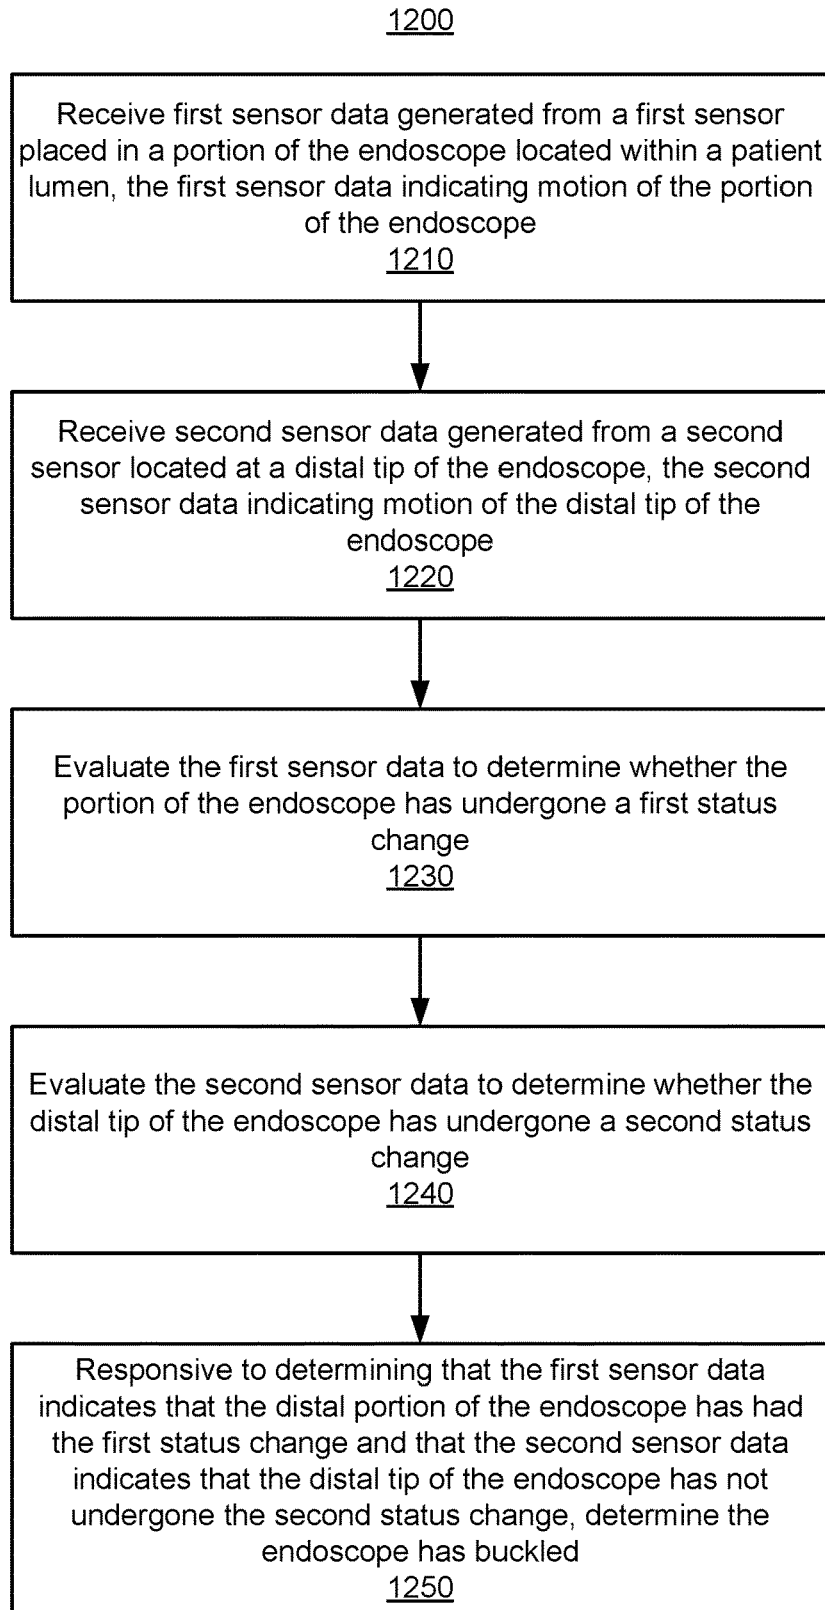 1200
Receive first sensor data generated from a first sensor
placed in a portion of the endoscope located within a patient
lumen, the first sensor data indicating motion of the portion
of the endoscope
1210
Receive second sensor data generated from a second
sensor located at a distal tip of the endoscope, the second
sensor data indicating motion of the distal tip of the
endoscope
1220
Evaluate the first sensor data to determine whether the
portion of the endoscope has undergone a first status
change
1230
Evaluate the second sensor data to determine whether the
distal tip of the endoscope has undergone a second status
change
1240
Responsive to determining that the first sensor data
indicates that the distal portion of the endoscope has had
the first status change and that the second sensor data
indicates that the distal tip of the endoscope has not
undergone the second status change, determine the
endoscope has buckled
1250